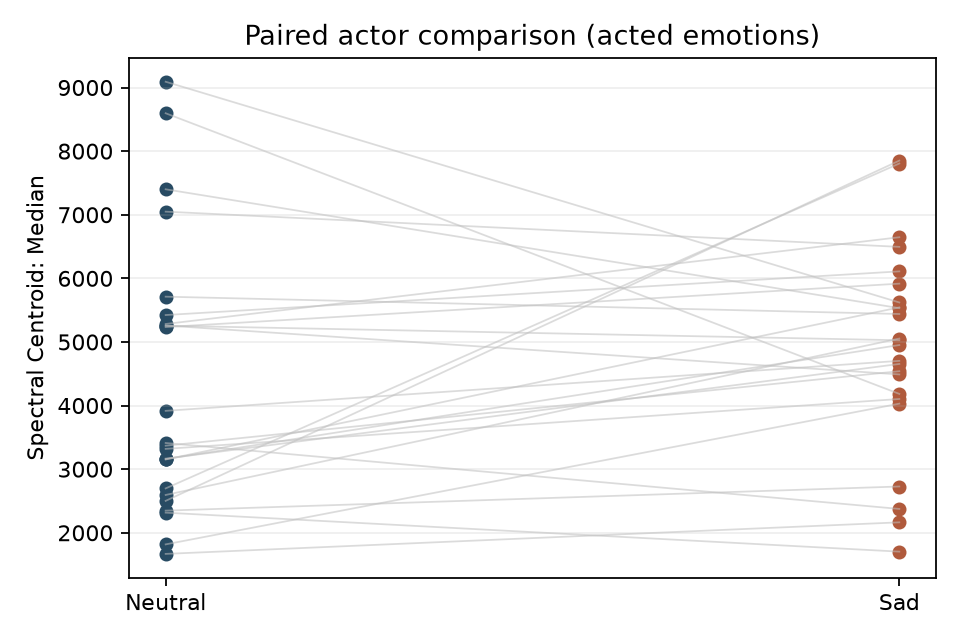 Paired actor comparison (acted emotions)
Spectral Centroid: Median
9000
8000
7000
6000
5000
4000
3000
2000
Neutral
Sad